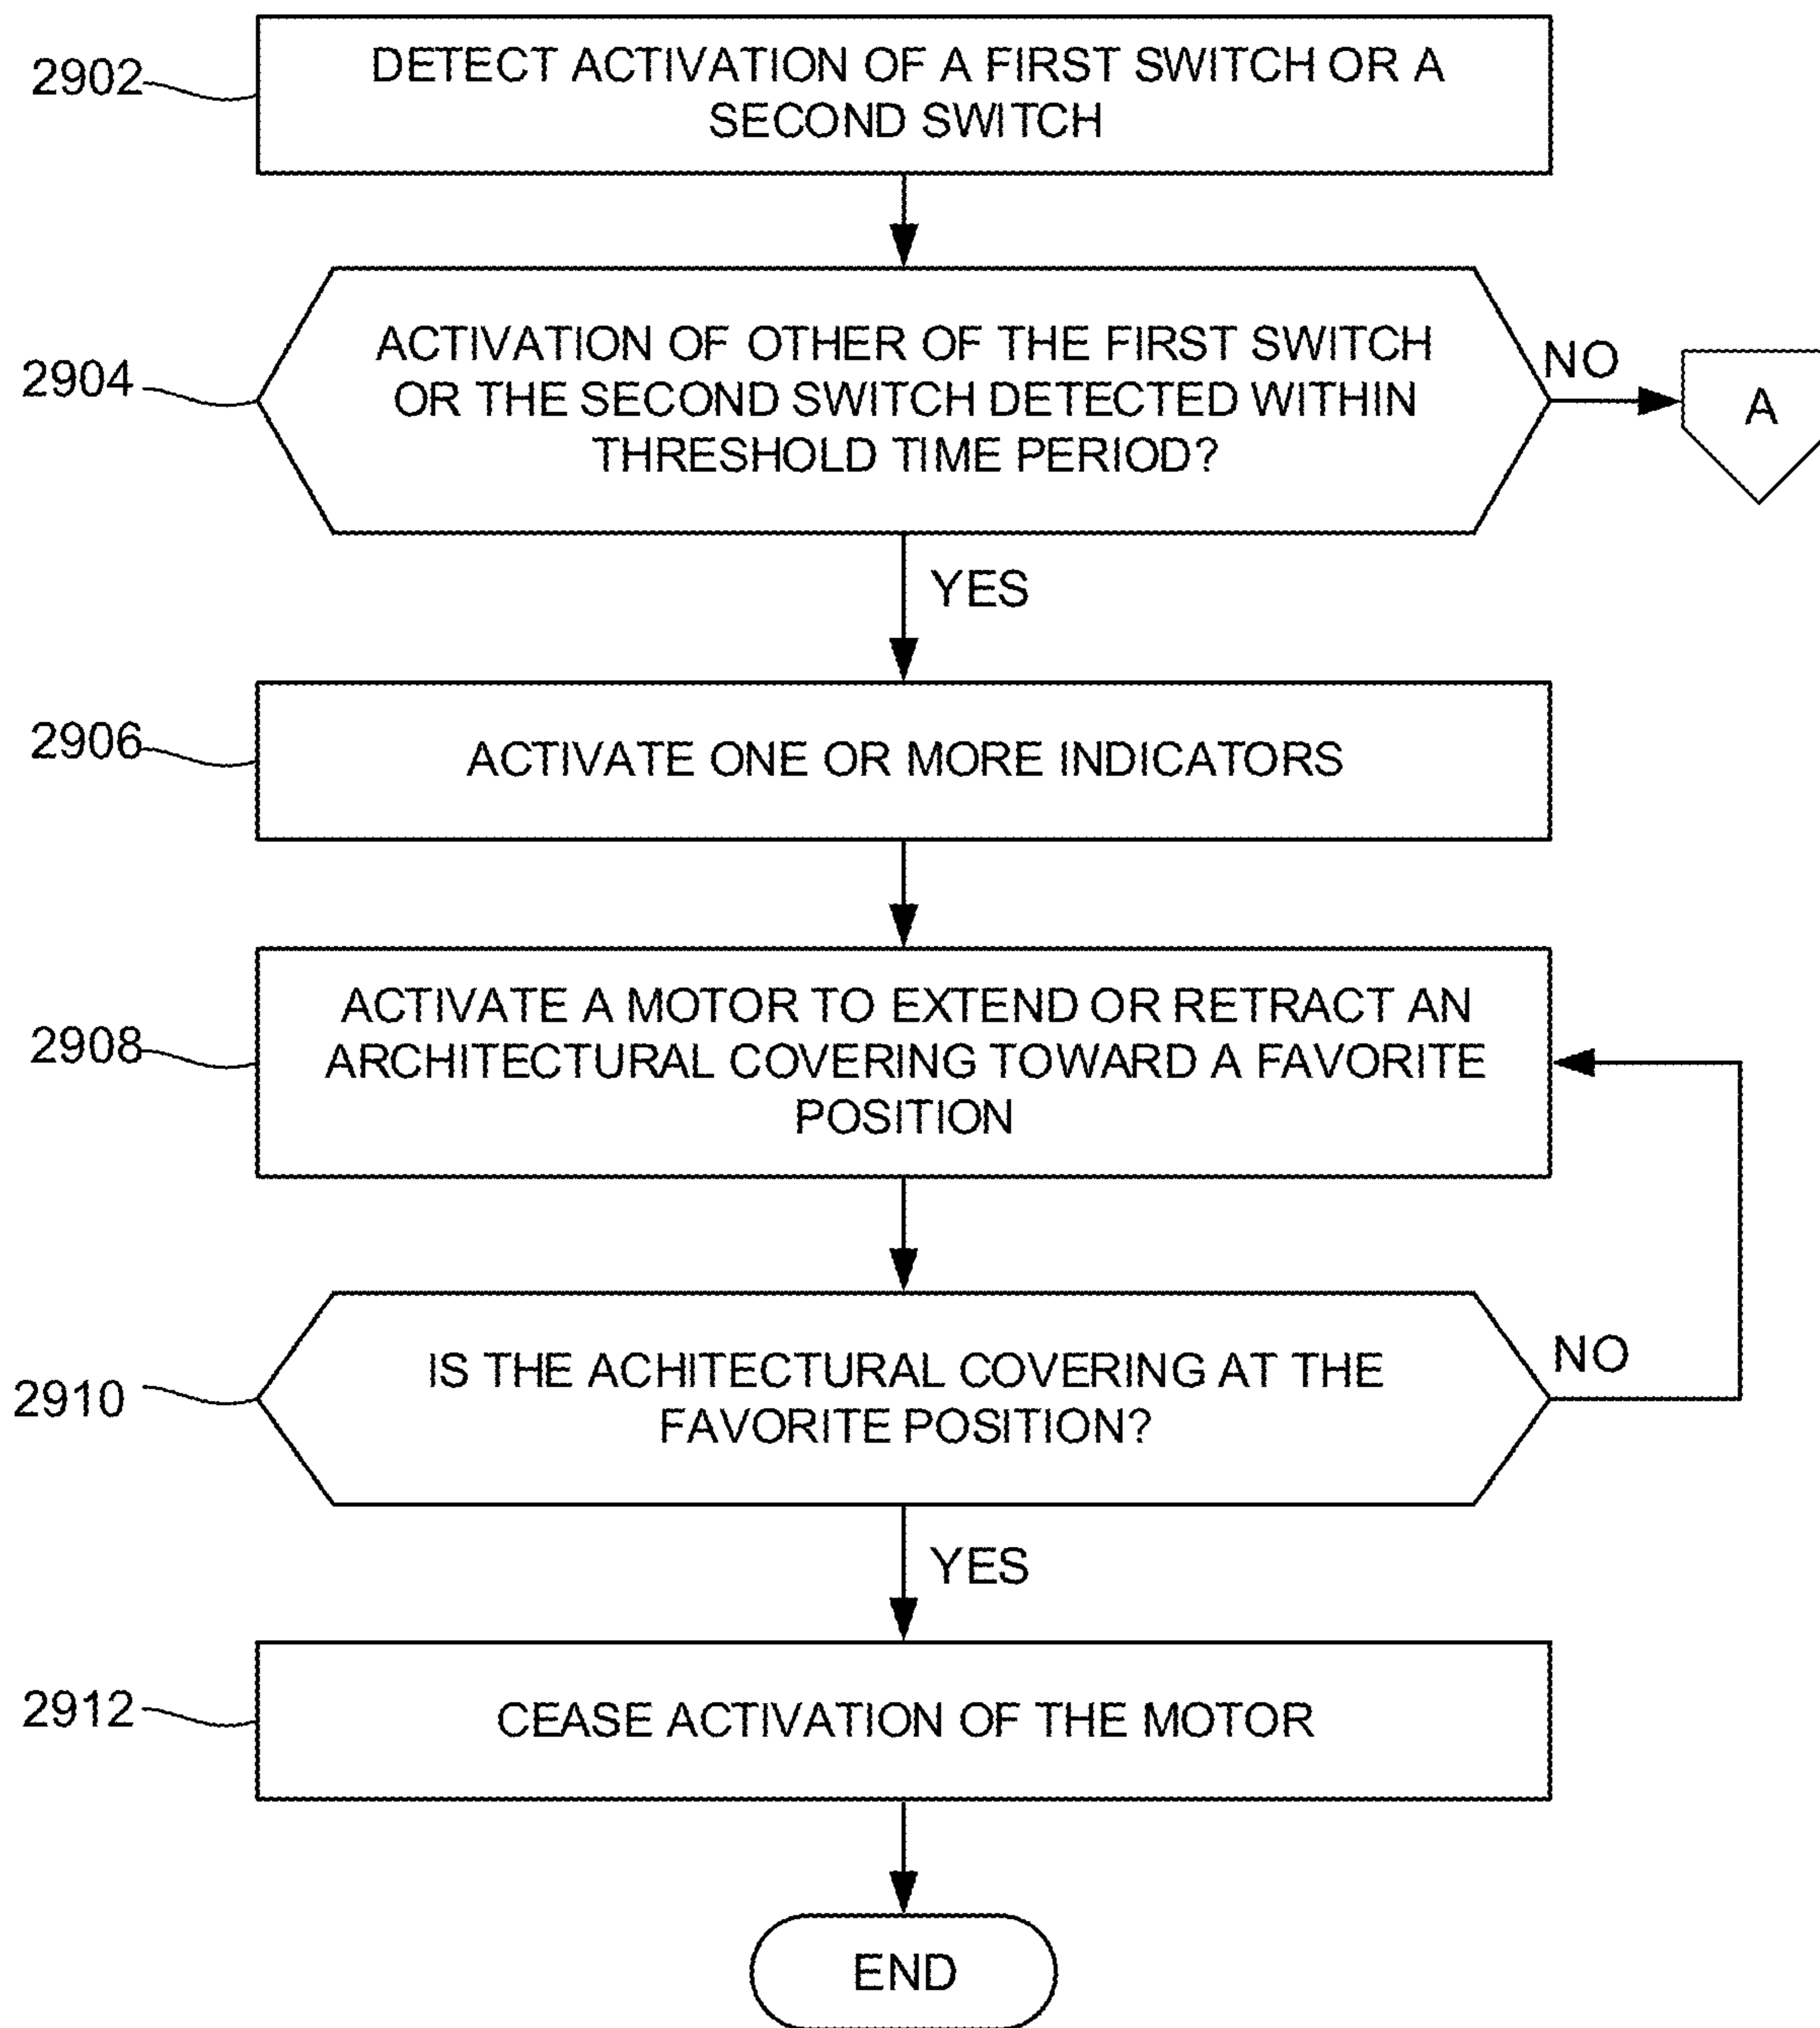 2902
DETECT ACTIVATION OF A FIRST SWITCH OR A
SECOND SWITCH
2904
ACTIVATION OF OTHER OF THE FIRST SWITCH
OR THE SECOND SWITCH DETECTED WITHIN
THRESHOLD TIME PERIOD?
NO
A
YES
2906
ACTIVATE ONE OR MORE INDICATORS
2908
ACTIVATE A MOTOR TO EXTEND OR RETRACT AN
ARCHITECTURAL COVERING TOWARD A FAVORITE
POSITION
2910
IS THE ACHITECTURAL COVERING AT THE
FAVORITE POSITION?
NO
YES
2912
CEASE ACTIVATION OF THE MOTOR
END